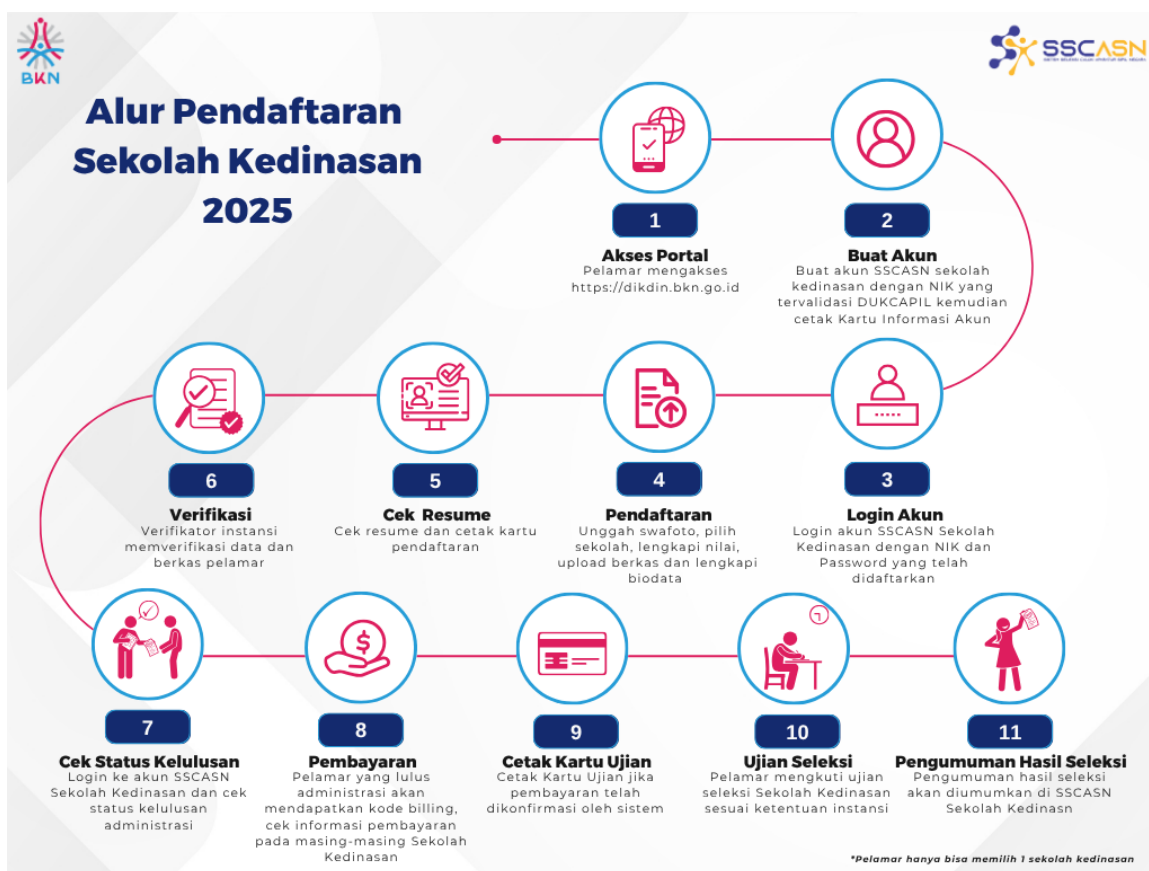 BKN
SSCASN
SISTEM SELEKSI CALON APARATUR SIPIL NEGARA
Alur Pendaftaran
Sekolah Kedinasan
2025
1
Akses Portal
Pelamar mengakses
https://dikdin.bkn.go.id
2
Buat Akun
Buat akun SSCASN sekolah
kedinasan dengan NIK yang
tervalidasi DUKCAPIL kemudian
cetak Kartu Informasi Akun
3
Login Akun
Login akun SSCASN Sekolah
Kedinasan dengan NIK dan
Password yang telah
didaftarkan
4
Pendaftaran
Unggah swafoto, pilih
sekolah, lengkapi nilai,
upload berkas dan lengkapi
biodata
5
Cek Resume
Cek resume dan cetak kartu
pendaftaran
6
Verifikasi
Verifikator instansi
memverifikasi data dan
berkas pelamar
7
Cek Status Kelulusan
Login ke akun SSCASN
Sekolah Kedinasan dan cek
status kelulusan
administrasi
8
Pembayaran
Pelamar yang lulus
administrasi akan
mendapatkan kode billing,
cek informasi pembayaran
pada masing-masing Sekolah
Kedinasan
9
Cetak Kartu Ujian
Cetak Kartu Ujian jika
pembayaran telah
dikonfirmasi oleh sistem
10
Ujian Seleksi
Pelamar mengkuti ujian
seleksi Sekolah Kedinasan
sesuai ketentuan instansi
11
Pengumuman Hasil Seleksi
Pengumuman hasil seleksi
akan diumumkan di SSCASN
Sekolah Kedinasn
*Pelamar hanya bisa memilih 1 sekolah kedinasan